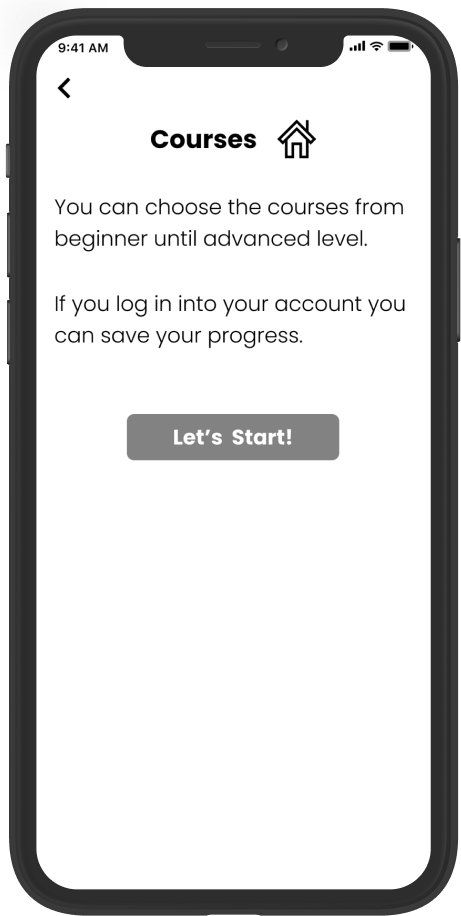 9:41 AM
Courses
You can choose the courses from
beginner until advanced level.
If you log in into your account you
can save your progress.
Let's Start!